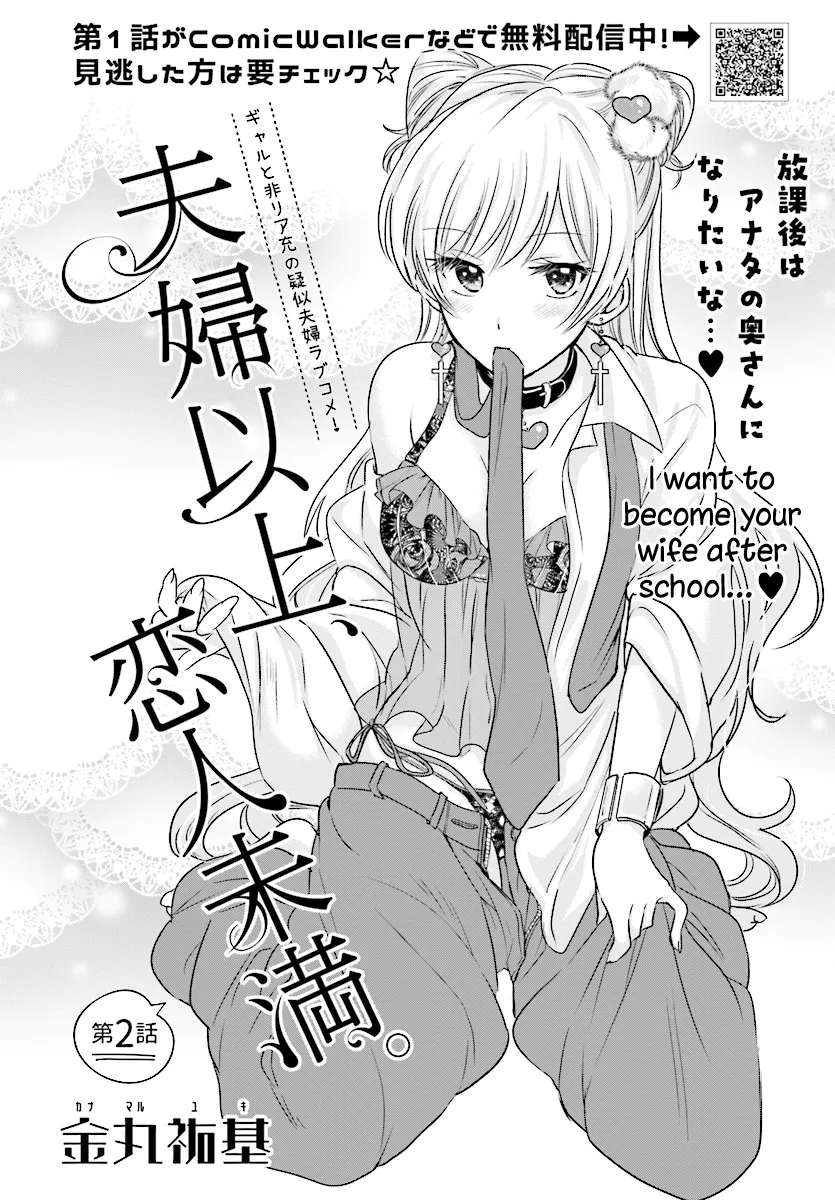 第1話がComicWalkerなどで無料配信中!➡
見逃した方は要チェック☆
放課後は
アナタの奥さんに
なりたいな…♥
I want to
become your
wife after
school...♥
ギャルと非リア充の疑似夫婦ラブコメ!
夫婦以上、
恋人未満。
第2話
カナマルユキ
金丸祐基